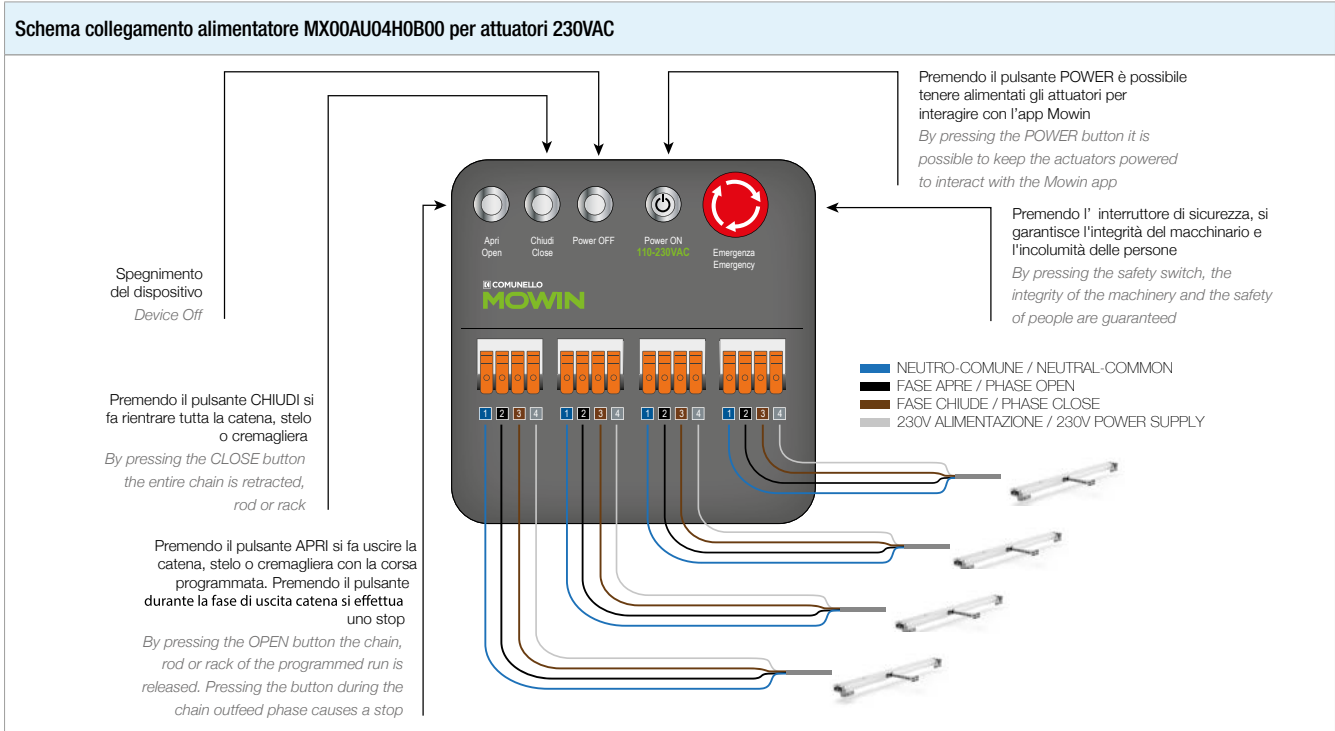 Schema collegamento alimentatore MX00AU04H0B00 per attuatori 230VAC
Premendo il pulsante POWER è possibile
tenere alimentati gli attuatori per
interagire con l'app Mowin
By pressing the POWER button it is
possible to keep the actuators powered
to interact with the Mowin app
Premendo l' interruttore di sicurezza, si
garantisce l'integrità del macchinario e
l'incolumità delle persone
By pressing the safety switch, the
integrity of the machinery and the safety
of people are guaranteed
Spegnimento
del dispositivo
Device Off
Premendo il pulsante CHIUDI si
fa rientrare tutta la catena, stelo
o cremagliera
By pressing the CLOSE button
the entire chain is retracted,
rod or rack
Premendo il pulsante APRI si fa uscire la
catena, stelo o cremagliera con la corsa
programmata. Premendo il pulsante
durante la fase di uscita catena si effettua
uno stop
By pressing the OPEN button the chain,
rod or rack of the programmed run is
released. Pressing the button during the
chain outfeed phase causes a stop
Apri
Open
Chiudi
Close
Power OFF
Power ON
110-230VAC
Emergenza
Emergency
COMUNELLO
MOWIN
1 2 3 4
1 2 3 4
1 2 3 4
1 2 3 4
NEUTRO-COMUNE / NEUTRAL-COMMON
FASE APRE / PHASE OPEN
FASE CHIUDE / PHASE CLOSE
230V ALIMENTAZIONE / 230V POWER SUPPLY